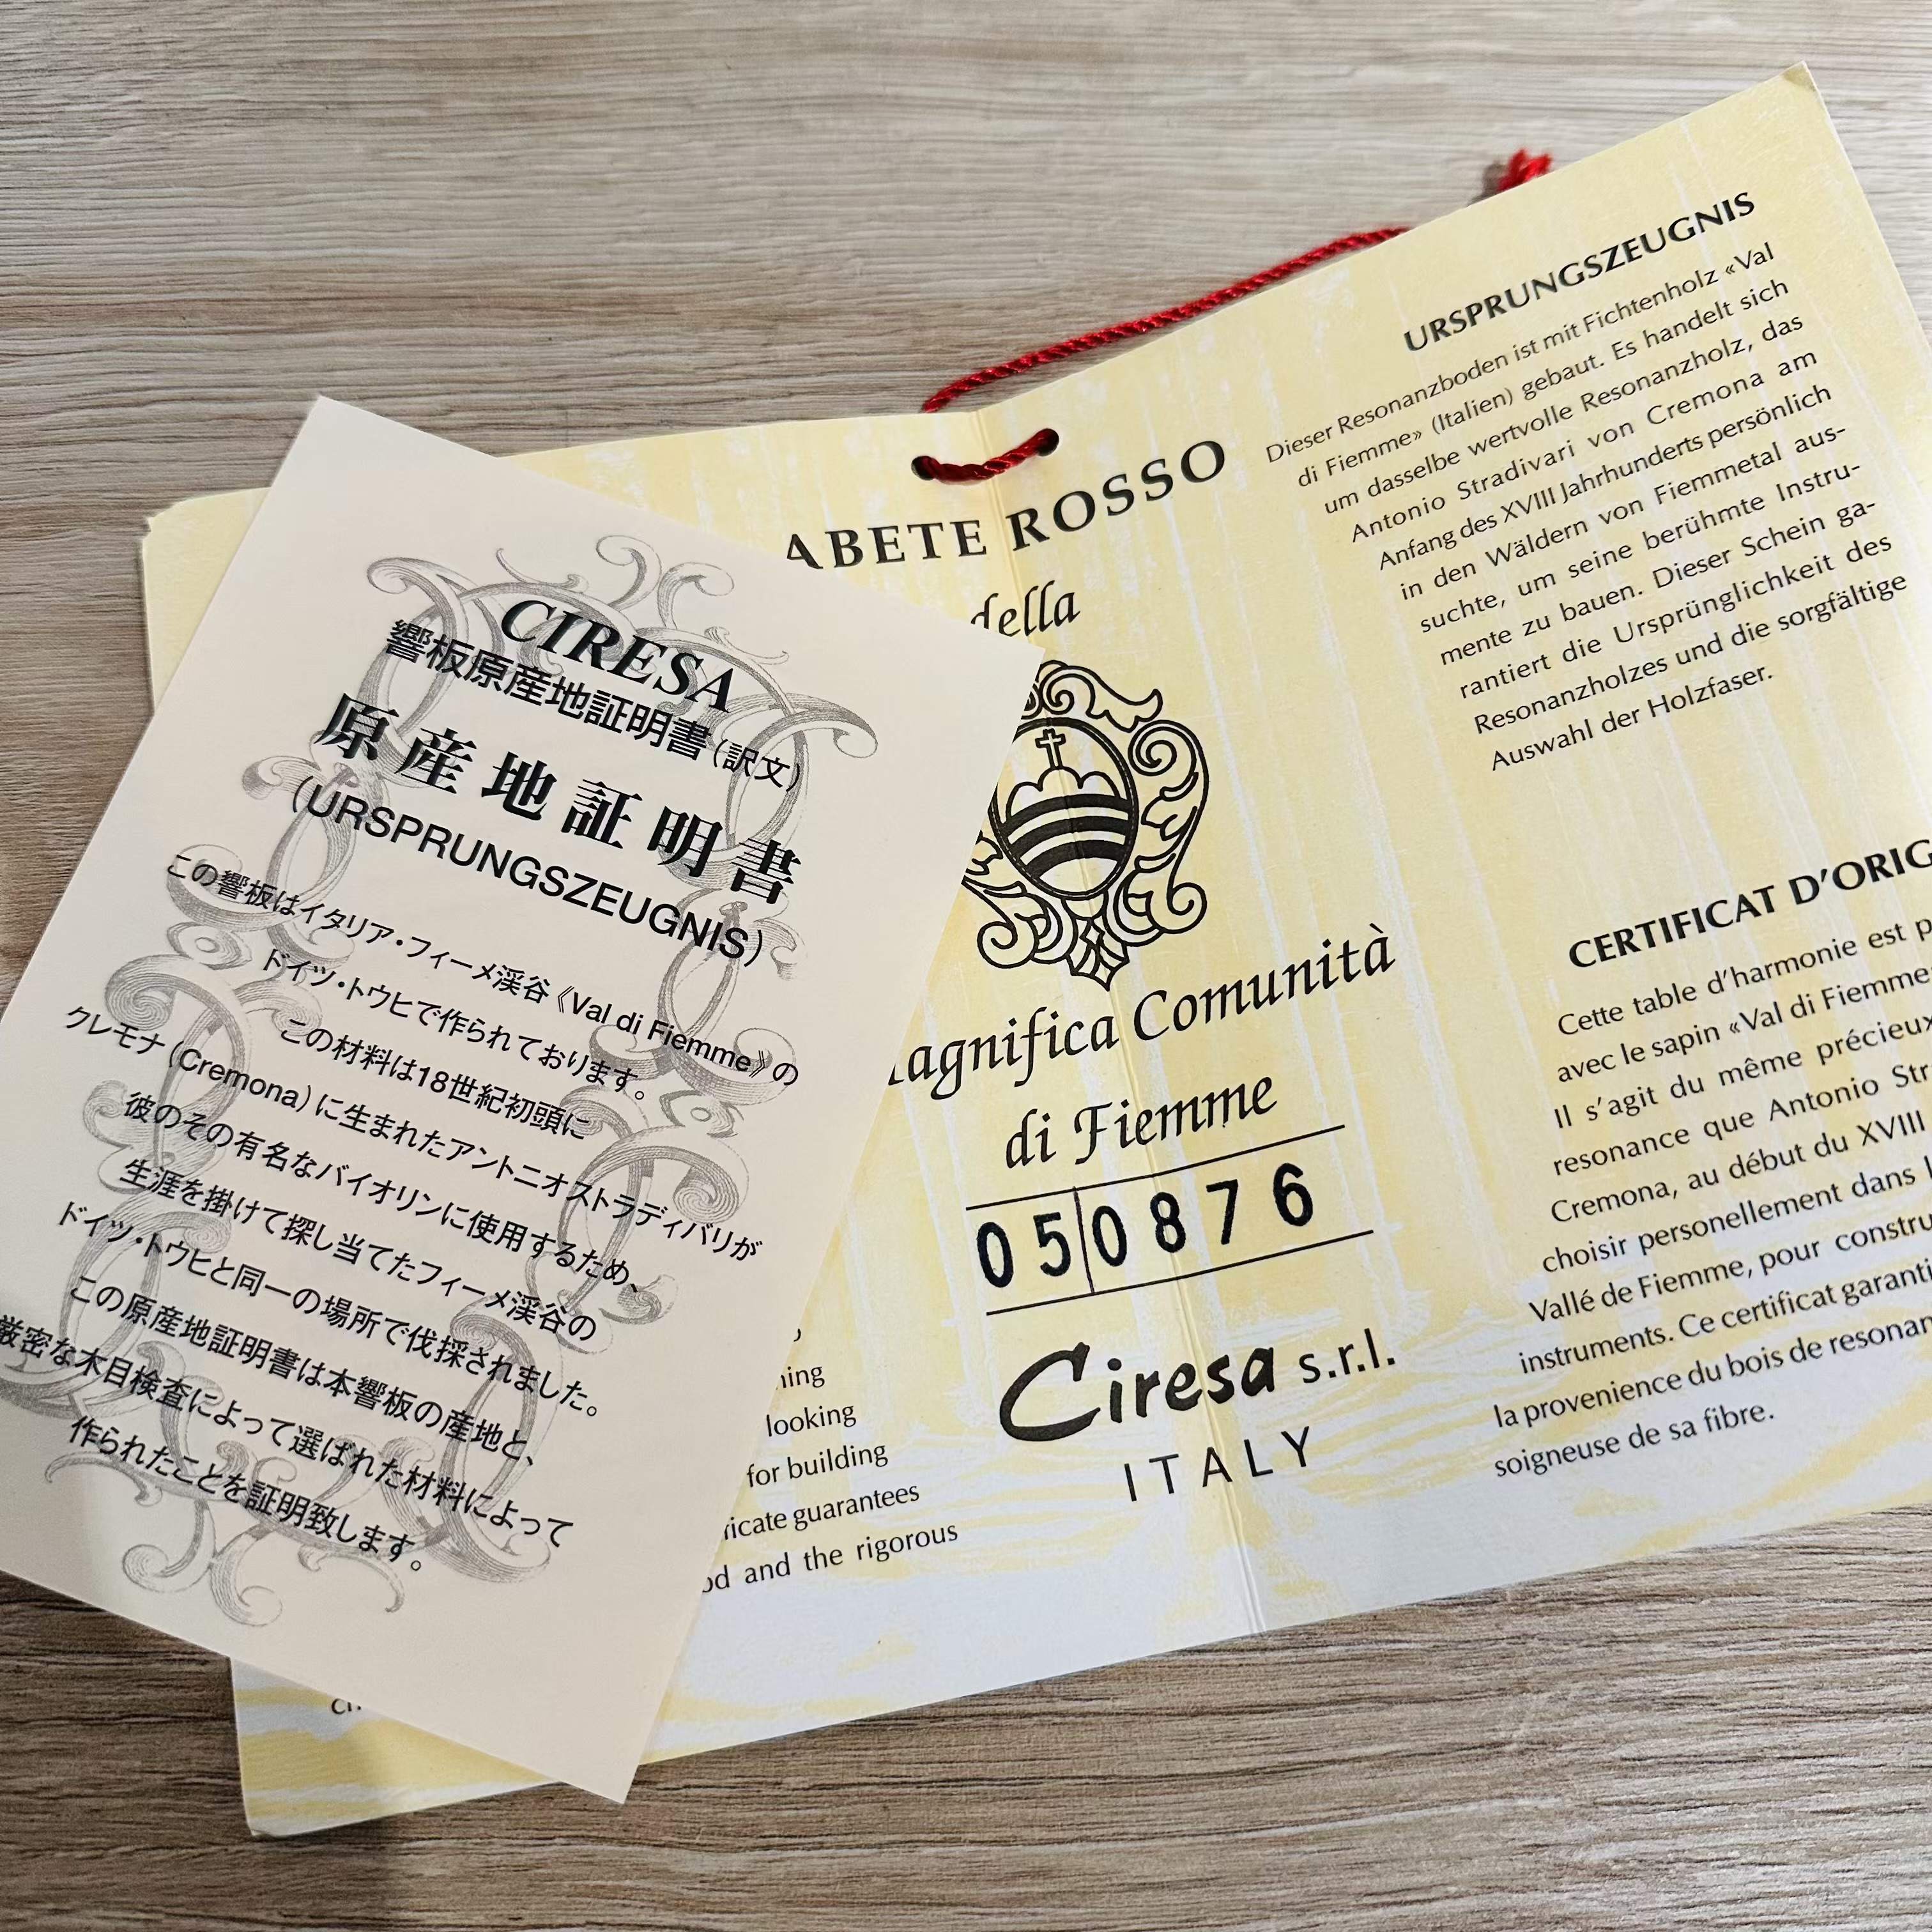 CIRESA
響板原産地証明書(訳文)
原産地証明書
(URSPRUNGSZEUGNIS)
この響板はイタリア・フィーメ渓谷《Val di Fiemme》の
ドイツ・トウヒで作られております。
この材料は18世紀初頭に
クレモナ(Cremona)に生まれたアントニオストラディバリが
彼のその有名なバイオリンに使用するため、
生涯を掛けて探し当てたフィーメ渓谷の
ドイツ・トウヒと同一の場所で伐採されました。
この原産地証明書は本響板の産地と、
厳密な木目検査によって選ばれた材料によって
作られたことを証明致します。
looking
for building
guarantees
and the rigorous
ABETE ROSSO
della
Comunità
di Fiemme
050876
Ciresa s.r.l.
ITALY
URSPRUNGSZEUGNIS
Dieser Resonanzboden ist mit Fichtenholz «Val
di Fiemme» (Italien) gebaut. Es handelt sich
um dasselbe wertvolle Resonanzholz, das
Antonio Stradivari von Cremona am
Anfang des XVIII Jahrhunderts persönlich
in den Wäldern von Fiemmetal aus-
suchte, um seine berühmte Instru-
mente zu bauen. Dieser Schein ga-
rantiert die Ursprünglichkeit des
Resonanzholzes und die sorgfältige
Auswahl der Holzfaser.
CERTIFICAT
Cette table d'harmonie est
avec le sapin «Val di Fiemme
Il s'agit du même précieux
resonance que Antonio
Cremona, au début du XVIII
choisir personellement dans
Vallé de Fiemme, pour
instruments. Ce certificat
la provenience du bois de
soigneuse de sa fibre.